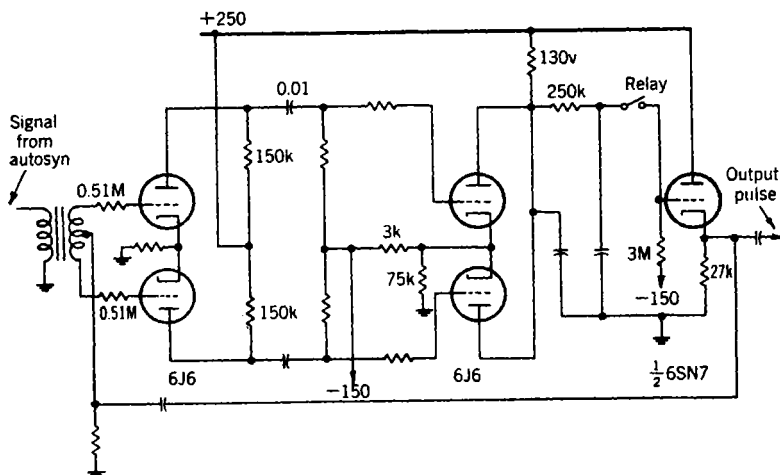 +250
130v
Relay
0.01
250k
Signal
from
autosyn
150k
0.51M
Output
pulse
3k
3M
27k
75k
-150
0.51M
150k
6J6
-150
6J6
1/2 6SN7